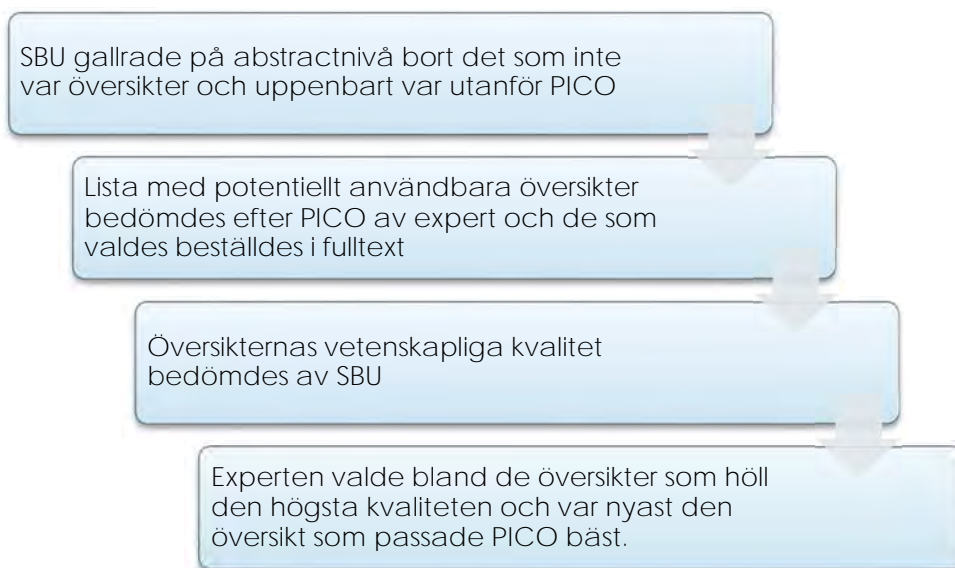 SBU gallrade på abstractnivå bort det som inte
var översikter och uppenbart var utanför PICO
Lista med potentiellt användbara översikter
bedömdes efter PICO av expert och de som
valdes beställdes i fulltext
Översikternas vetenskapliga kvalitet
bedömdes av SBU
Experten valde bland de översikter som höll
den högsta kvaliteten och var nyast den
översikt som passade PICO bäst.